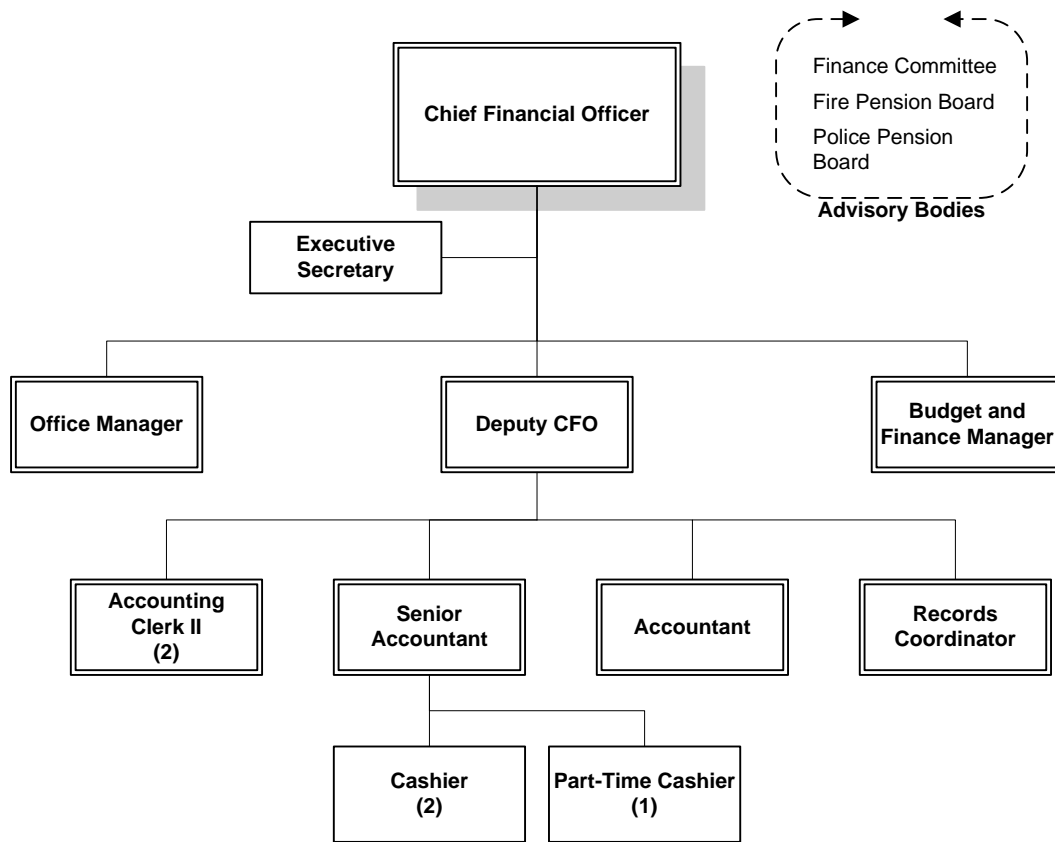 Chief Financial Officer
Finance Committee
Fire Pension Board
Police Pension
Board
Advisory Bodies
Executive
Secretary
Office Manager
Deputy CFO
Budget and
Finance Manager
Accounting
Clerk II
(2)
Senior
Accountant
Accountant
Records
Coordinator
Cashier
(2)
Part-Time Cashier
(1)